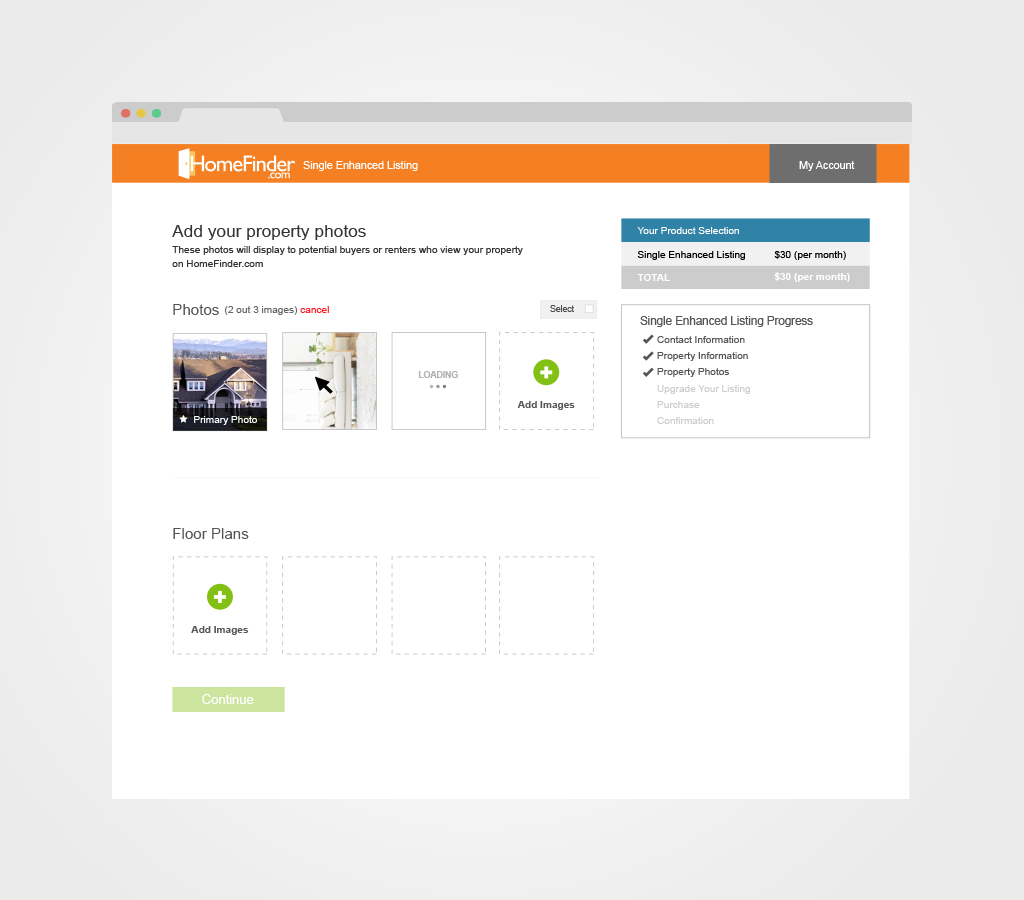 HomeFinder
.com
Single Enhanced Listing
My Account
Add your property photos
These photos will display to potential buyers or renters who view your property
on HomeFinder.com
Photos (2 out 3 images) cancel
Select
Primary Photo
LOADING
Add Images
Floor Plans
Add Images
Continue
Your Product Selection
Single Enhanced Listing $30 (per month)
TOTAL $30 (per month)
Single Enhanced Listing Progress
Contact Information
Property Information
Property Photos
Upgrade Your Listing
Purchase
Confirmation